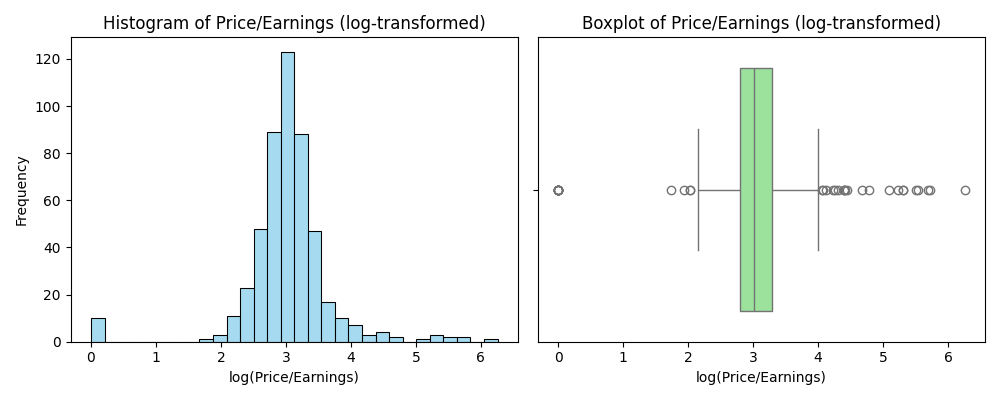 Histogram of Price/Earnings (log-transformed)
Frequency
120
100
80
60
40
20
0
0 1 2 3 4 5 6
log(Price/Earnings)
Boxplot of Price/Earnings (log-transformed)
0 1 2 3 4 5 6
log(Price/Earnings)